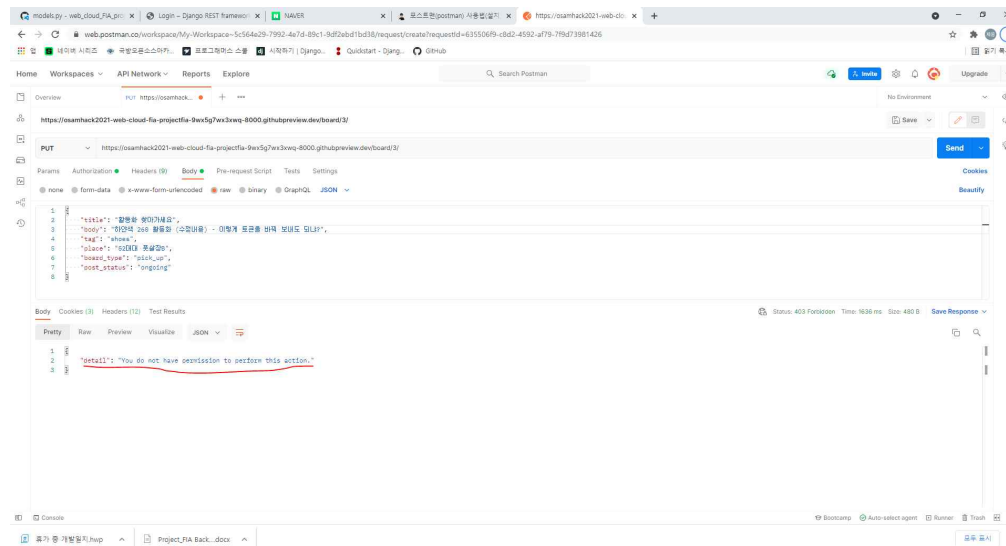 models.py - web_cloud_FIA_pro
Login – Django REST framewor
NAVER
포스트맨(postman) 사용법(설치
https://osamhack2021-web-clo
web.postman.co/workspace/My-Workspace~5c564e29-7992-4e7d-89c1-9df2ebd1bd38/request/create?requestId=635506f9-c8d2-4592-af79-7f9d73981426
앱
네이버 시리즈
국방오픈소스아카..
프로그래머스 스쿨
시작하기 | Django...
Quickstart - Djang...
GitHub
Home
Workspaces
API Network
Reports
Explore
Search Postman
Invite
Upgrade
Overview
PUT https://osamhack...
No Environment
https://osamhack2021-web-cloud-fia-projectfia-9wx5g7wx3xwq-8000.githubpreview.dev/board/3/
Save
PUT
https://osamhack2021-web-cloud-fia-projectfia-9wx5g7wx3xwq-8000.githubpreview.dev/board/3/
Send
Params
Authorization
Headers (9)
Body
Pre-request Script
Tests
Settings
Cookies
none
form-data
x-www-form-urlencoded
raw
binary
GraphQL
JSON
Beautify
1 {
2 "title": "활동화 찾아가세요",
3 "body": "하얀색 260 활동화 (수정내용) - 이렇게 토큰을 바꿔 보내도 되나?",
4 "tag": "shoes",
5 "place": "62대대 풋살장B",
6 "board_type": "pick_up",
7 "post_status": "ongoing"
8 }
Body
Cookies (3)
Headers (12)
Test Results
Status: 403 Forbidden
Time: 1636 ms
Size: 480 B
Save Response
Pretty
Raw
Preview
Visualize
JSON
1 {
2 "detail": "You do not have permission to perform this action."
3 }
Console
Bootcamp
Auto-select agent
Runner
Trash
휴가 중 개발일지.hwp
Project_FIA Back...docx
모두 표시